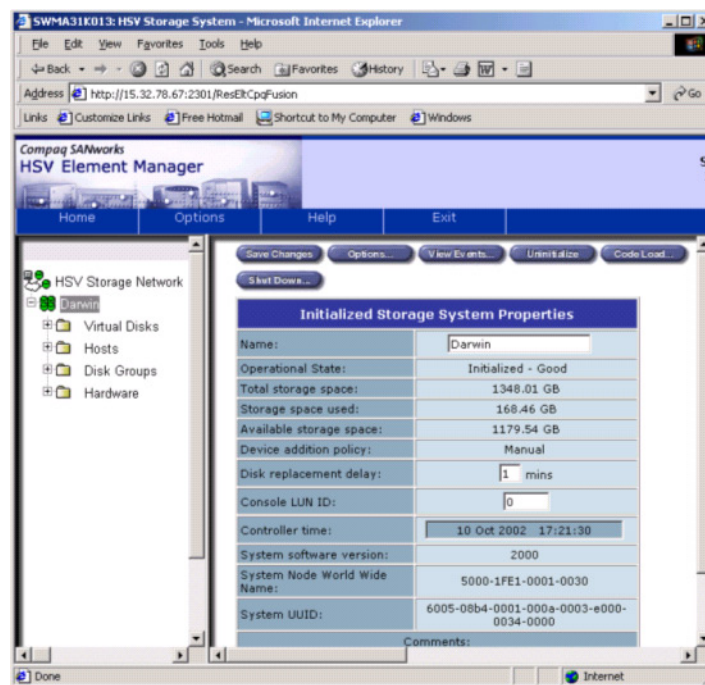 SWMA31K013: HSV Storage System - Microsoft Internet Explorer
File Edit View Favorites Tools Help
Back Search Favorites History
Address http://15.32.78.67:2301/ResEltCpqFusion Go
Links Customize Links Free Hotmail Shortcut to My Computer Windows
Compaq SANworks
HSV Element Manager
S
Home Options Help Exit
Save Changes Options... View Events... Uninitialize Code Load...
Shut Down...
HSV Storage Network
Darwin
Virtual Disks
Hosts
Disk Groups
Hardware
Initialized Storage System Properties
Name: Darwin
Operational State: Initialized - Good
Total storage space: 1348.01 GB
Storage space used: 168.46 GB
Available storage space: 1179.54 GB
Device addition policy: Manual
Disk replacement delay: 1 mins
Console LUN ID: 0
Controller time: 10 Oct 2002 17:21:30
System software version: 2000
System Node World Wide
Name: 5000-1FE1-0001-0030
System UUID: 6005-08b4-0001-000a-0003-e000-
0034-0000
Comments:
Done Internet